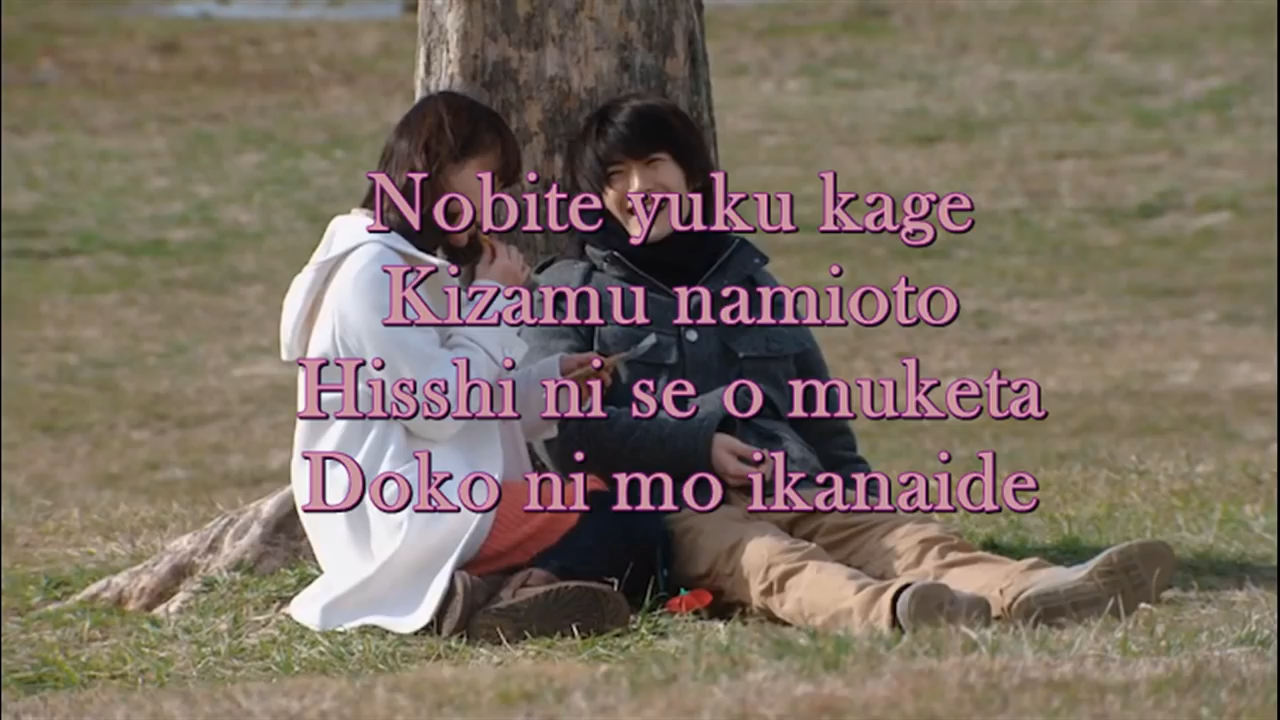 Nobite yuku kage
Kizamu namioto
Hisshi ni se o muketa
Doko ni mo ikanaide